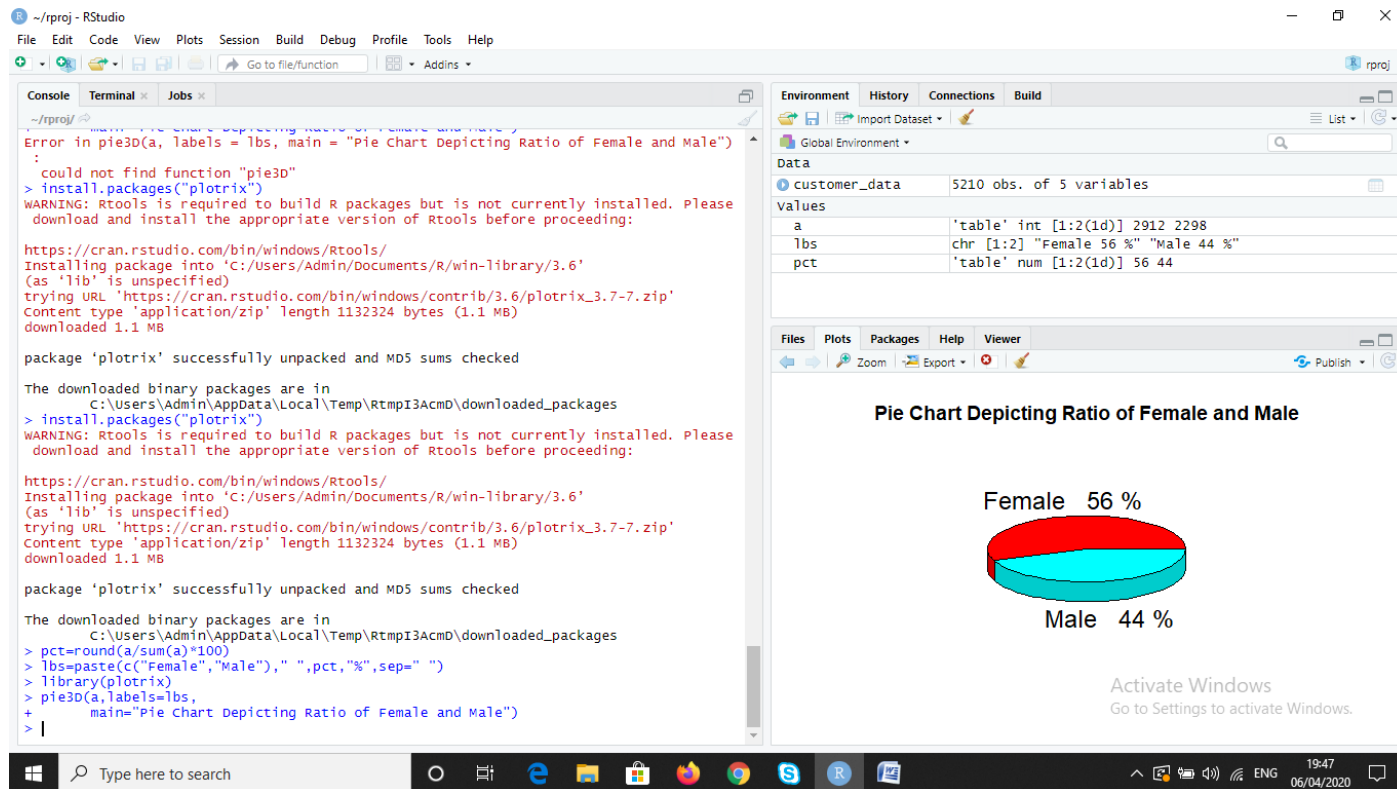 ~/rproj - RStudio
File Edit Code View Plots Session Build Debug Profile Tools Help
Go to file/function
Addins
rproj
Console Terminal Jobs
~/rproj/
main="Pie Chart Depicting Ratio of Female and Male")
Error in pie3D(a, labels = lbs, main = "Pie Chart Depicting Ratio of Female and Male")
:
could not find function "pie3D"
> install.packages("plotrix")
WARNING: Rtools is required to build R packages but is not currently installed. Please
download and install the appropriate version of Rtools before proceeding:
https://cran.rstudio.com/bin/windows/Rtools/
Installing package into ‘C:/Users/Admin/Documents/R/win-library/3.6’
(as ‘lib’ is unspecified)
trying URL 'https://cran.rstudio.com/bin/windows/contrib/3.6/plotrix_3.7-7.zip'
Content type 'application/zip' length 1132324 bytes (1.1 MB)
downloaded 1.1 MB
package ‘plotrix’ successfully unpacked and MD5 sums checked
The downloaded binary packages are in
C:\Users\Admin\AppData\Local\Temp\RtmpI3AcmD\downloaded_packages
> install.packages("plotrix")
WARNING: Rtools is required to build R packages but is not currently installed. Please
download and install the appropriate version of Rtools before proceeding:
https://cran.rstudio.com/bin/windows/Rtools/
Installing package into ‘C:/Users/Admin/Documents/R/win-library/3.6’
(as ‘lib’ is unspecified)
trying URL 'https://cran.rstudio.com/bin/windows/contrib/3.6/plotrix_3.7-7.zip'
Content type 'application/zip' length 1132324 bytes (1.1 MB)
downloaded 1.1 MB
package ‘plotrix’ successfully unpacked and MD5 sums checked
The downloaded binary packages are in
C:\Users\Admin\AppData\Local\Temp\RtmpI3AcmD\downloaded_packages
> pct=round(a/sum(a)*100)
> lbs=paste(c("Female","Male")," ",pct,"%",sep=" ")
> library(plotrix)
> pie3D(a,labels=lbs,
+ main="Pie Chart Depicting Ratio of Female and Male")
>
Environment History Connections Build
Import Dataset
List
Global Environment
Data
customer_data 5210 obs. of 5 variables
Values
a 'table' int [1:2(1d)] 2912 2298
lbs chr [1:2] "Female 56 %" "Male 44 %"
pct 'table' num [1:2(1d)] 56 44
Files Plots Packages Help Viewer
Zoom Export Publish
Pie Chart Depicting Ratio of Female and Male
Female 56 %
Male 44 %
Activate Windows
Go to Settings to activate Windows.
Type here to search
ENG
19:47
06/04/2020